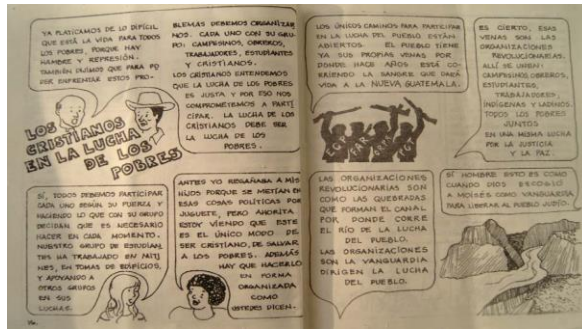 YA PLATICAMOS DE LO DIFÍCIL
QUE ESTÁ LA VIDA PARA TODOS
LOS POBRES, PORQUE HAY
HAMBRE Y REPRESIÓN.
TAMBIÉN DIJIMOS QUE PARA PO
DER ENFRENTAR ESTOS PRO-
BLEMAS DEBEMOS ORGANIZAR
NOS. CADA UNO CON SU GRU-
PO: CAMPESINOS, OBREROS,
TRABAJADORES, ESTUDIANTES
Y CRISTIANOS.
LOS CRISTIANOS ENTENDEMOS
QUE LA LUCHA DE LOS POBRES
ES JUSTA Y POR ESO NOS
COMPROMETEMOS A PARTI
CIPAR. LA LUCHA DE LOS
CRISTIANOS DEBE SER
LA LUCHA DE LOS
POBRES.
LOS
CRISTIANOS
EN LA LUCHA
DE LOS
POBRES
SÍ, TODOS DEBEMOS PARTICIPAR
CADA UNO SEGÚN SU FUERZA Y
HACIENDO LO QUE CON SU GRUPO
DECIDAN QUE ES NECESARIO
HACER EN CADA MOMENTO.
NUESTRO GRUPO DE ESTUDIAN
TES HA TRABAJADO EN MITI
NES, EN TOMAS DE EDIFICIOS,
Y APOYANDO A
OTROS GRUPOS
EN SUS
LUCHAS.
ANTES YO REGAÑABA A MIS
HIJOS PORQUE SE METÍAN EN
ESAS COSAS POLÍTICAS POR
JUGUETE, PERO AHORITA
ESTOY VIENDO QUE ESTE
ES EL ÚNICO MODO DE
SER CRISTIANO, DE SALVAR
A LOS POBRES. ADEMÁS
HAY QUE HACERLO
EN FORMA
ORGANIZADA
COMO
USTEDES DICEN.
LOS ÚNICOS CAMINOS PARA PARTICIPAR
EN LA LUCHA DEL PUEBLO ESTÁN
ABIERTOS. EL PUEBLO TIENE
YA SUS PROPIAS VENAS POR
DONDE HACE AÑOS ESTÁ CO-
RRIENDO LA SANGRE QUE DARÁ
VIDA A LA NUEVA GUATEMALA.
ES CIERTO, ESAS
VENAS SON LAS
ORGANIZACIONES
REVOLUCIONARIAS.
ALLÍ SE UNEN:
CAMPESINOS, OBREROS,
ESTUDIANTES,
TRABAJADORES,
INDÍGENAS Y LADINOS.
TODOS LOS POBRES
JUNTOS
EN UNA MISMA LUCHA
POR LA JUSTICIA
Y LA PAZ.
EGP
FAR
PGT
LAS ORGANIZACIONES
REVOLUCIONARIAS SON
COMO LAS QUEBRADAS
QUE FORMAN EL CANAL
POR DONDE CORRE
EL RÍO DE LA LUCHA
DEL PUEBLO.
LAS ORGANIZACIONES
SON LA VANGUARDIA
DIRIGEN LA LUCHA
DEL PUEBLO.
SÍ HOMBRE ESTO ES COMO
CUANDO DIOS ESCOGIÓ
A MOISÉS COMO VANGUARDIA
PARA LIBERAR AL PUEBLO JUDÍO.